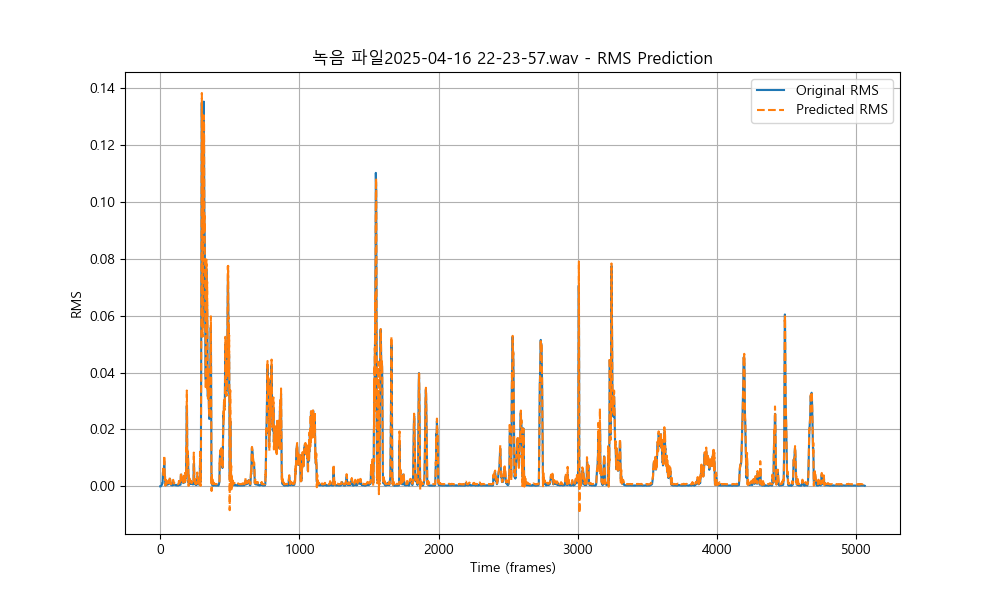 녹음 파일2025-04-16 22-23-57.wav - RMS Prediction
Original RMS
Predicted RMS
0.14
0.12
0.10
0.08
0.06
0.04
0.02
0.00
RMS
0 1000 2000 3000 4000 5000
Time (frames)